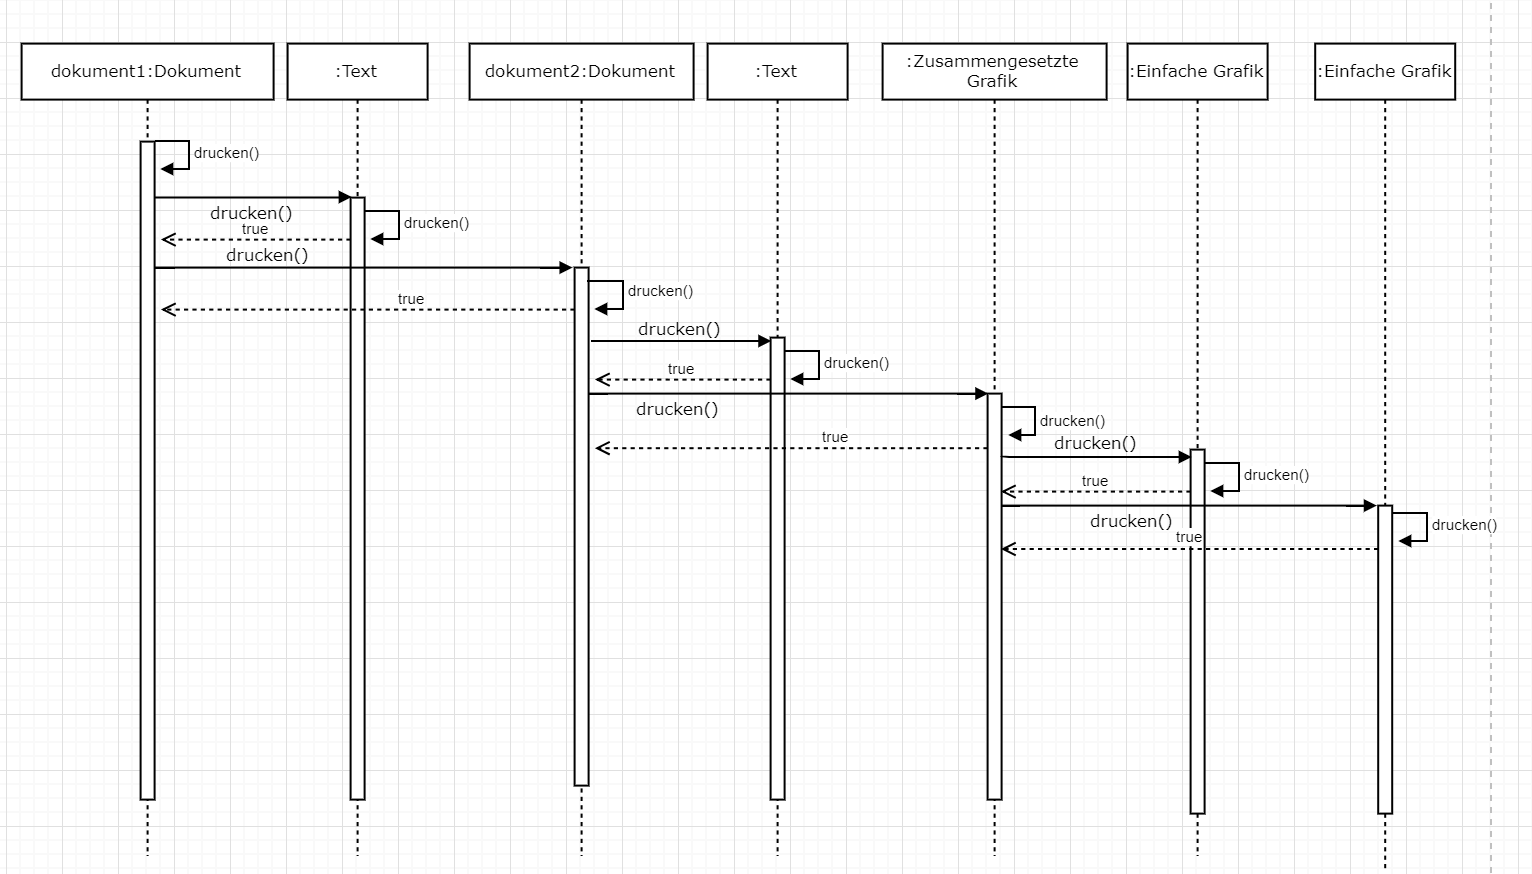 dokument1:Dokument
:Text
dokument2:Dokument
:Text
:Zusammengesetzte
Grafik
:Einfache Grafik
:Einfache Grafik
drucken()
drucken()
drucken()
true
drucken()
drucken()
true
drucken()
drucken()
true
drucken()
drucken()
drucken()
true
drucken()
drucken()
true
drucken()
drucken()
true